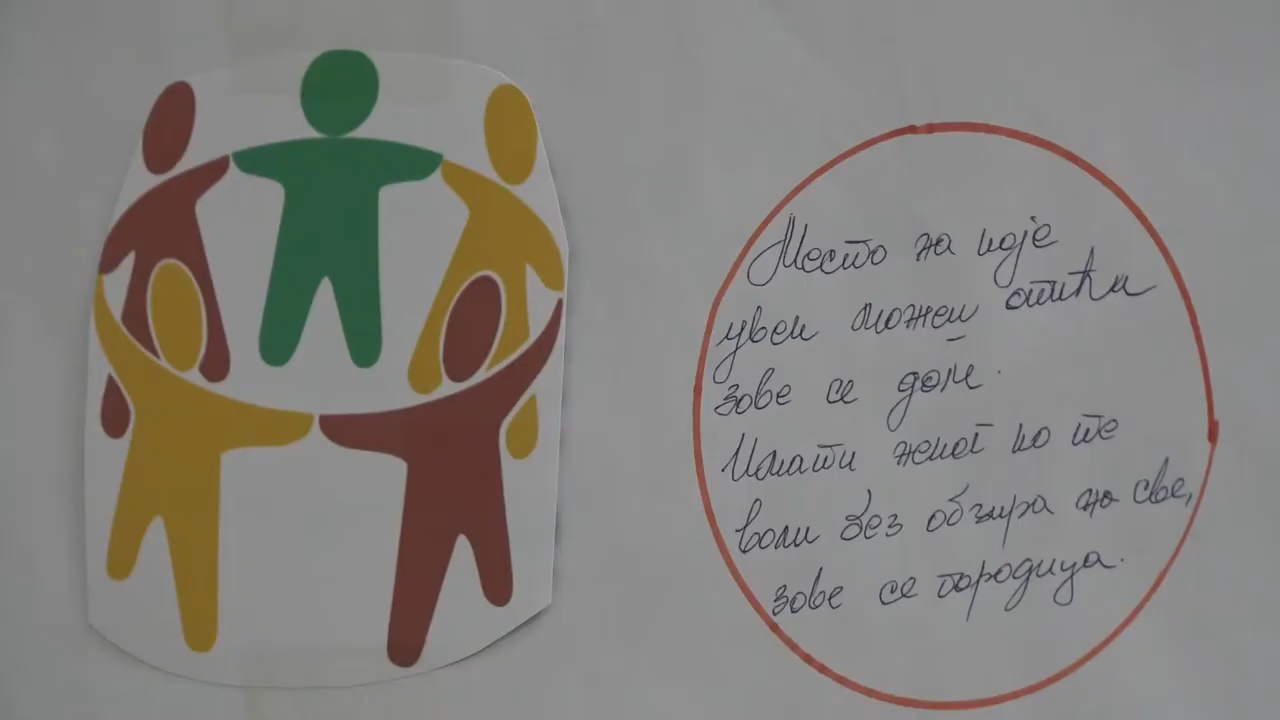 Место на које
увек можеш отићи
зове се дом.
Имати неког ко те
воли без обзира на све,
зове се породица.